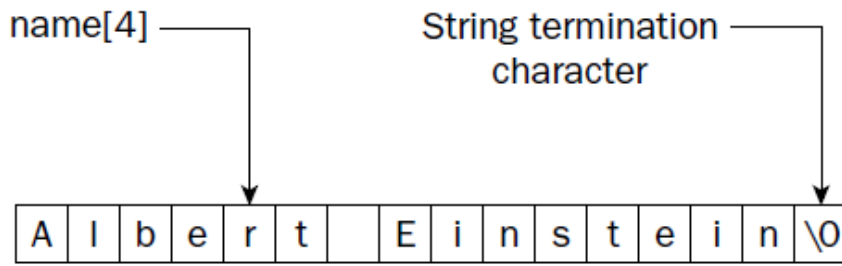 name[4]
String termination
character
A l b e r t E i n s t e i n \0